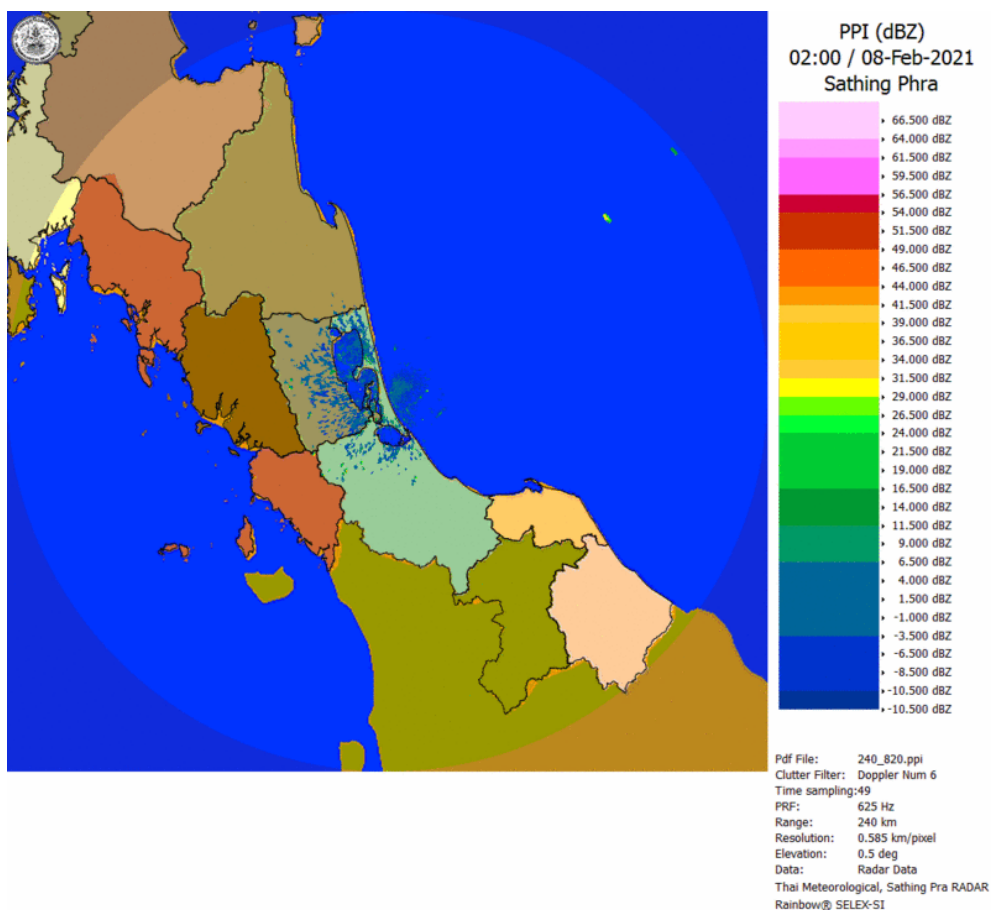 PPI (dBZ)
02:00 / 08-Feb-2021
Sathing Phra
66.500 dBZ
64.000 dBZ
61.500 dBZ
59.500 dBZ
56.500 dBZ
54.000 dBZ
51.500 dBZ
49.000 dBZ
46.500 dBZ
44.000 dBZ
41.500 dBZ
39.000 dBZ
36.500 dBZ
34.000 dBZ
31.500 dBZ
29.000 dBZ
26.500 dBZ
24.000 dBZ
21.500 dBZ
19.000 dBZ
16.500 dBZ
14.000 dBZ
11.500 dBZ
9.000 dBZ
6.500 dBZ
4.000 dBZ
1.500 dBZ
-1.000 dBZ
-3.500 dBZ
-6.500 dBZ
-8.500 dBZ
-10.500 dBZ
-10.500 dBZ
Pdf File: 240_820.ppi
Clutter Filter: Doppler Num 6
Time sampling:49
PRF: 625 Hz
Range: 240 km
Resolution: 0.585 km/pixel
Elevation: 0.5 deg
Data: Radar Data
Thai Meteorological, Sathing Pra RADAR
Rainbow® SELEX-SI